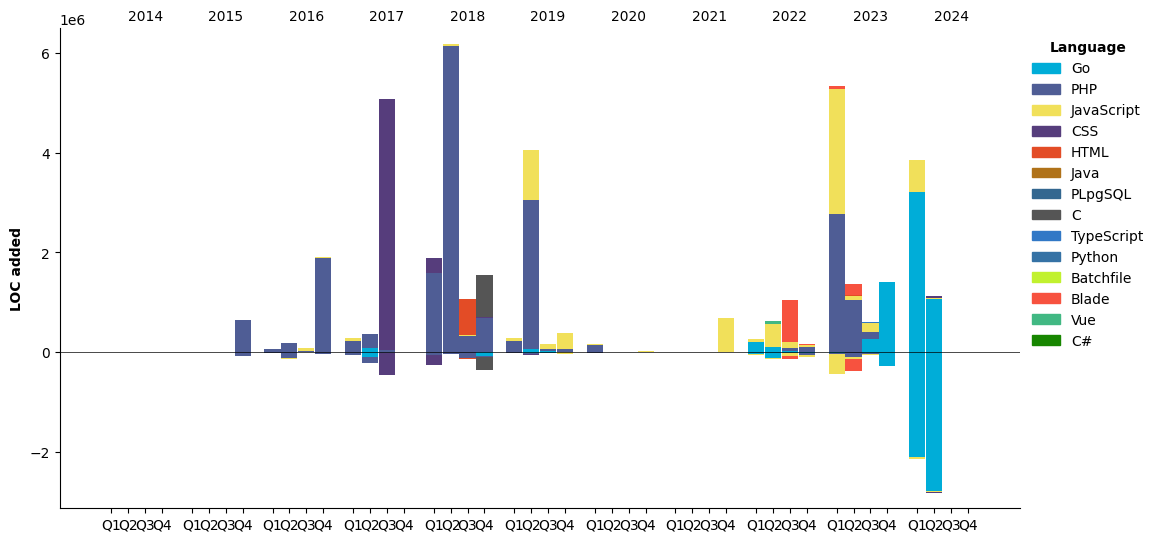 2014 2015 2016 2017 2018 2019 2020 2021 2022 2023 2024
1e6
6
4
2
0
−2
LOC added
Language
Go
PHP
JavaScript
CSS
HTML
Java
PLpgSQL
C
TypeScript
Python
Batchfile
Blade
Vue
C#
Q1Q2Q3Q4 Q1Q2Q3Q4 Q1Q2Q3Q4 Q1Q2Q3Q4 Q1Q2Q3Q4 Q1Q2Q3Q4 Q1Q2Q3Q4 Q1Q2Q3Q4 Q1Q2Q3Q4 Q1Q2Q3Q4 Q1Q2Q3Q4